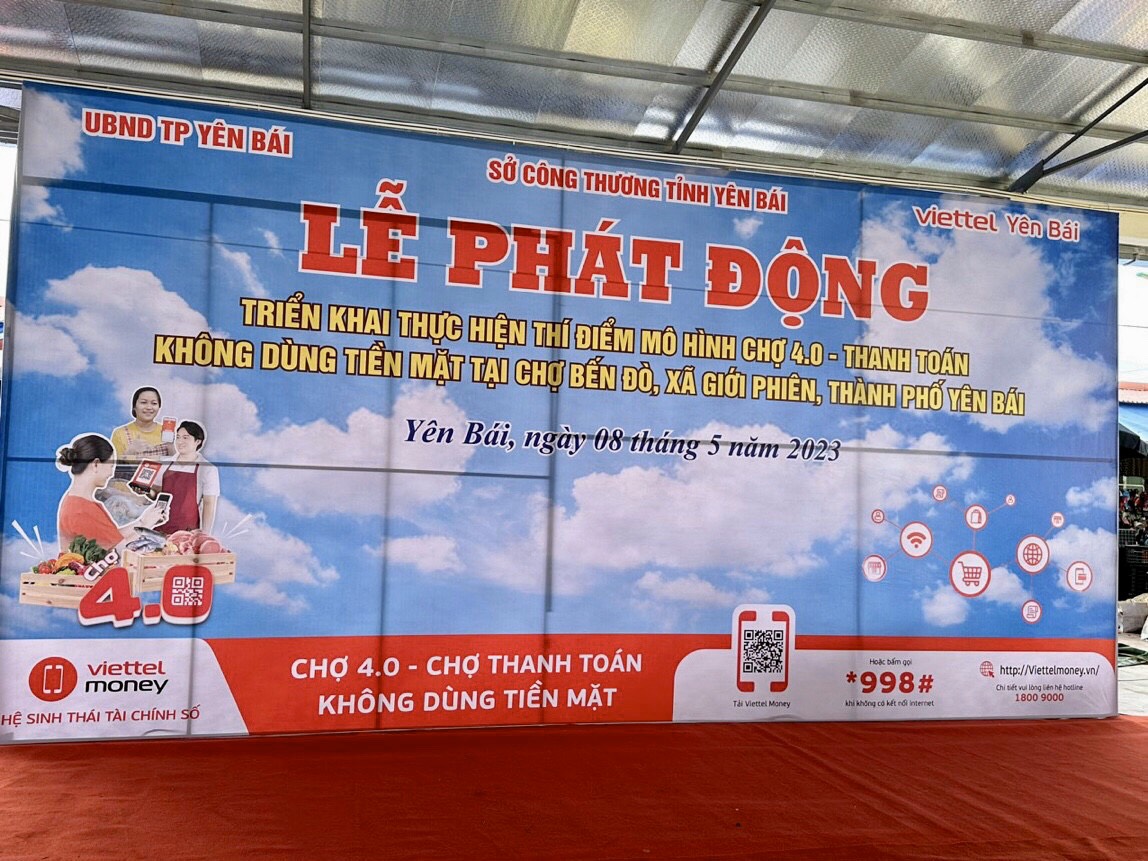 UBND TP YÊN BÁI
SỞ CÔNG THƯƠNG TỈNH YÊN BÁI
viettel Yên Bái
LỄ PHÁT ĐỘNG
TRIỂN KHAI THỰC HIỆN THÍ ĐIỂM MÔ HÌNH CHỢ 4.0 - THANH TOÁN
KHÔNG DÙNG TIỀN MẶT TẠI CHỢ BẾN ĐÒ, XÃ GIỚI PHIÊN, THÀNH PHỐ YÊN BÁI
Yên Bái, ngày 08 tháng 5 năm 2023
Chợ
4.0
viettel
money
HỆ SINH THÁI TÀI CHÍNH SỐ
CHỢ 4.0 - CHỢ THANH TOÁN
KHÔNG DÙNG TIỀN MẶT
Tải Viettel Money
Hoặc bấm gọi
*998#
khi không có kết nối internet
http://Viettelmoney.vn/
Chi tiết vui lòng liên hệ hotline
1800 9000